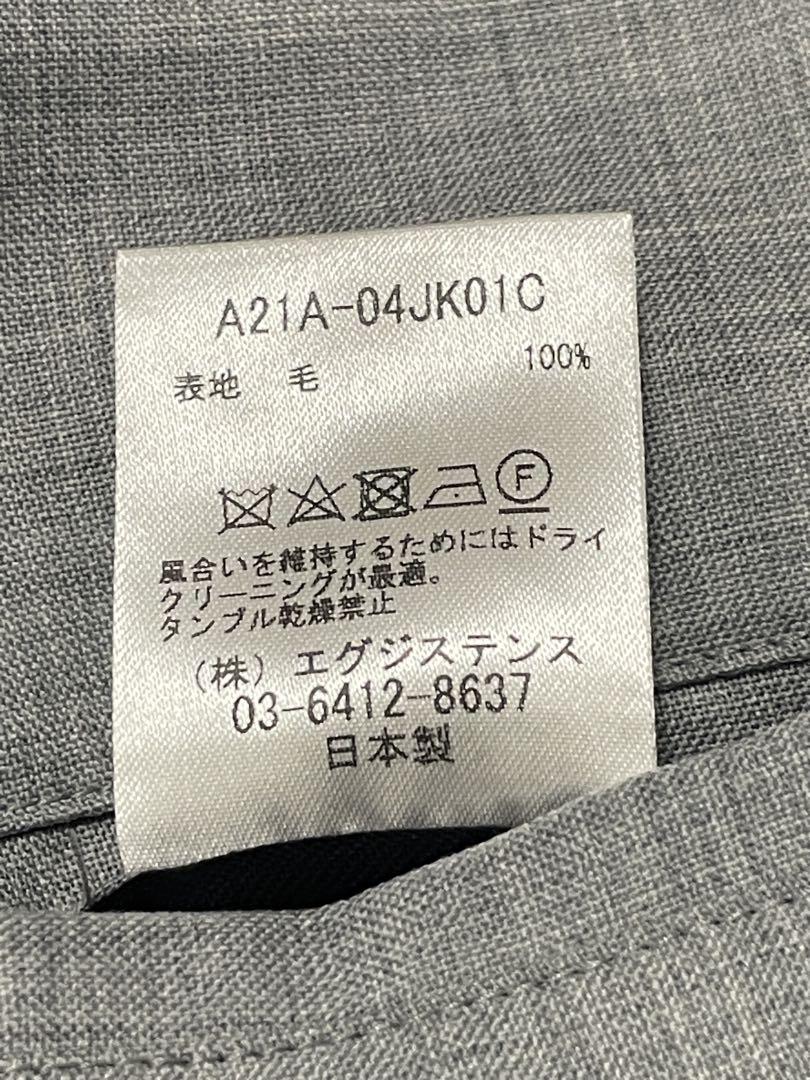 A21A-04JK01C
表地 毛 100%
F
風合いを維持するためにはドライ
クリーニングが最適。
タンブル乾燥禁止
(株) エグジステンス
03-6412-8637
日本製